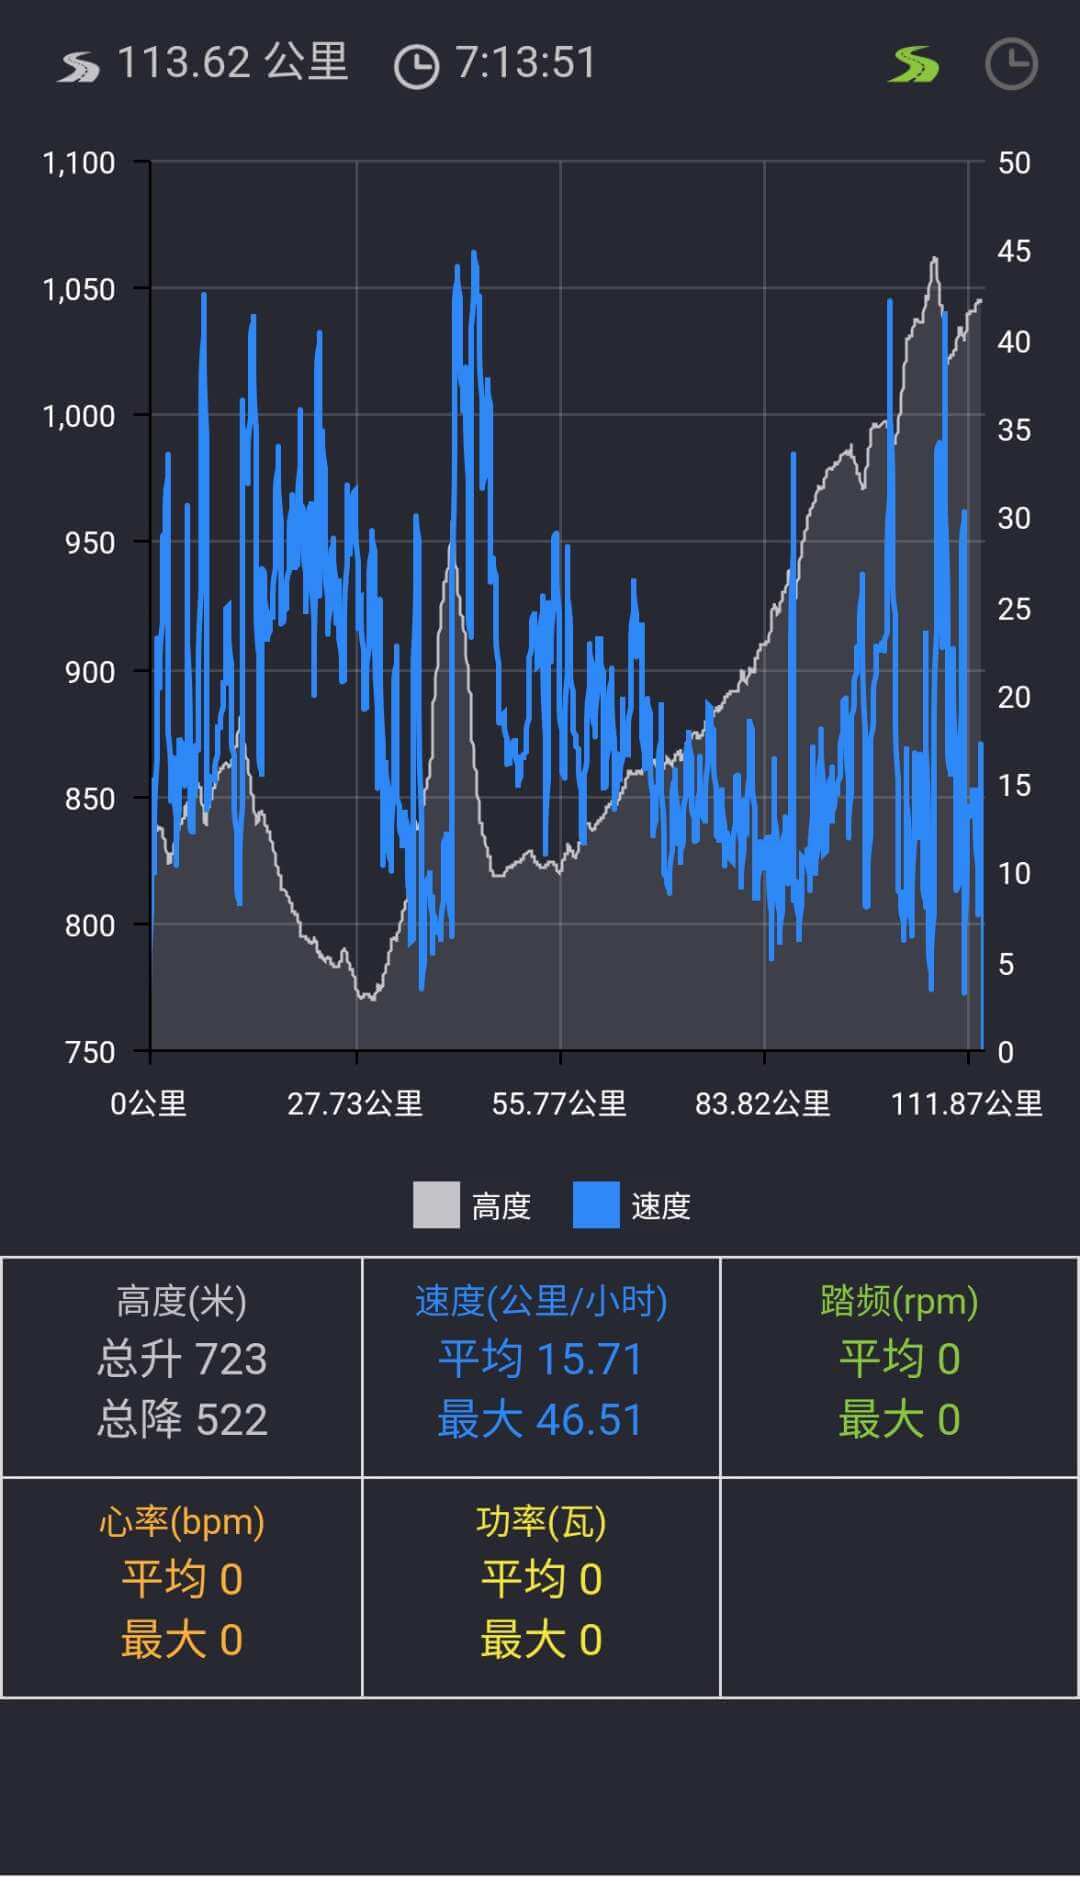 113.62 公里 7:13:51
1,100 50
45
1,050
40
1,000
35
950 30
25
900
20
850 15
10
800
5
750 0
0公里 27.73公里 55.77公里 83.82公里 111.87公里
高度 速度
高度(米) 速度(公里/小时) 踏频(rpm)
总升 723 平均 15.71 平均 0
总降 522 最大 46.51 最大 0
心率(bpm) 功率(瓦)
平均 0 平均 0
最大 0 最大 0